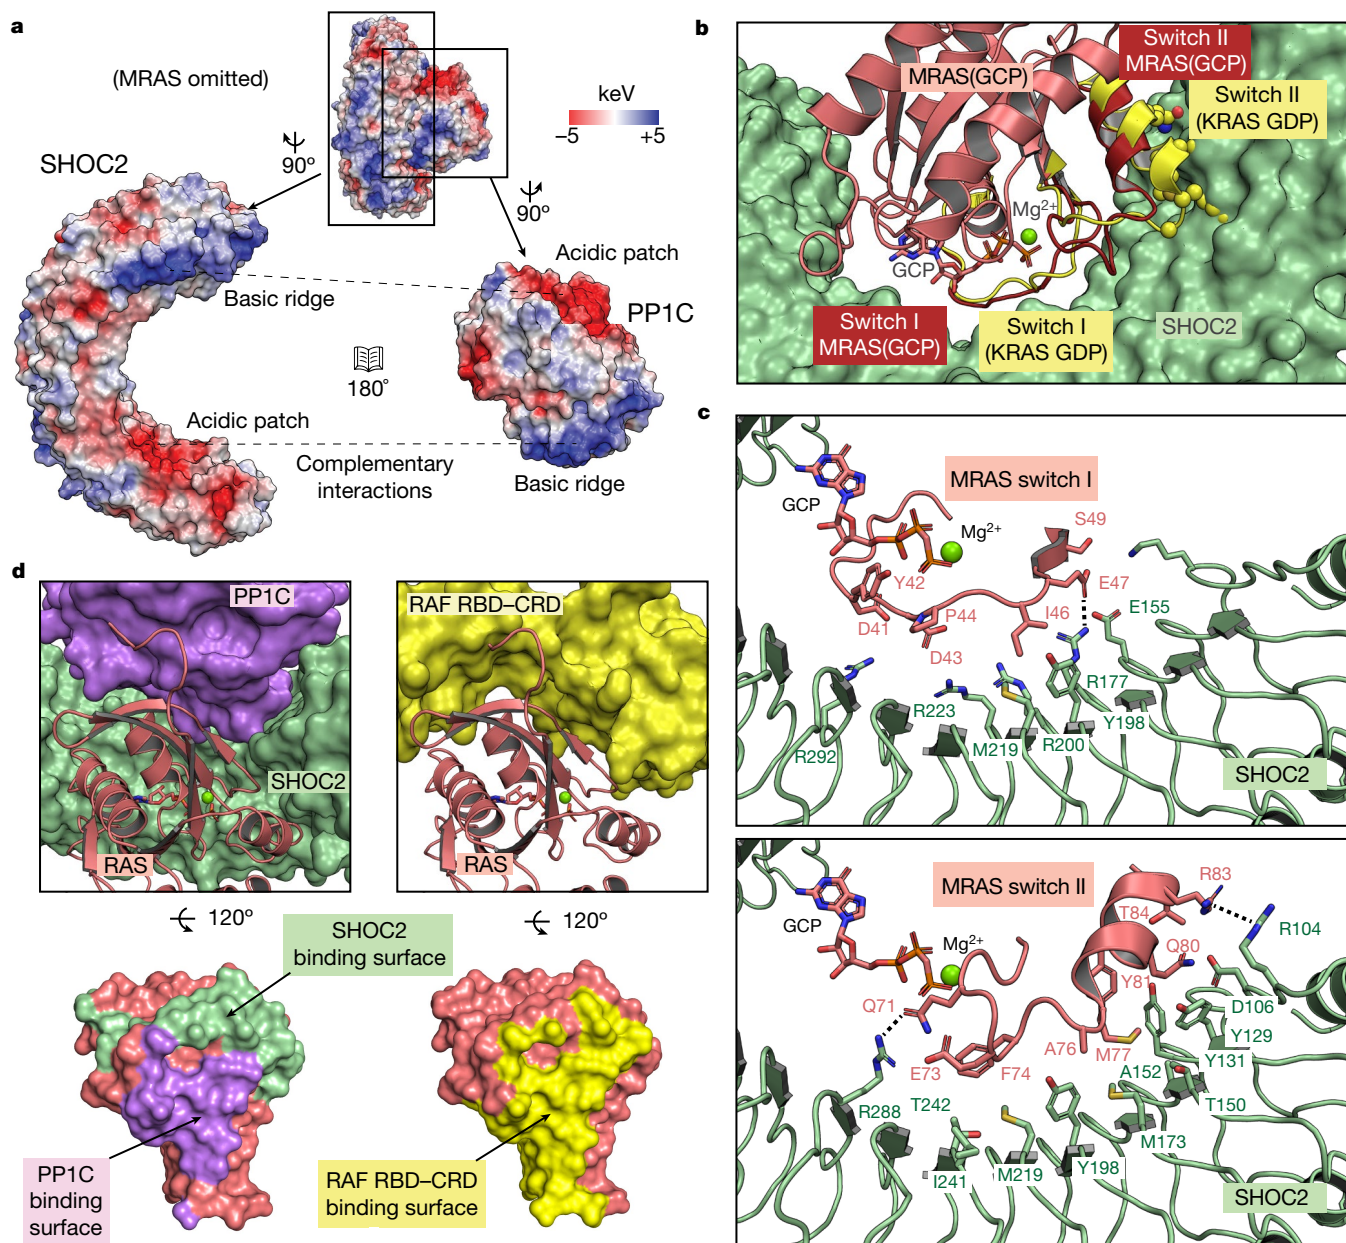 a
(MRAS omitted)
keV
−5
+5
90°
SHOC2
90°
Acidic patch
Basic ridge
PP1C
180°
Acidic patch
Complementary
interactions
Basic ridge
b
Switch II
MRAS(GCP)
MRAS(GCP)
Switch II
(KRAS GDP)
Mg2+
GCP
Switch I
MRAS(GCP)
Switch I
(KRAS GDP)
SHOC2
c
MRAS switch I
GCP
Mg2+
S49
Y42
E47
D41
P44
I46
E155
D43
R177
R223
Y198
R292
M219
R200
SHOC2
MRAS switch II
R83
GCP
T84
R104
Mg2+
Q80
Q71
Y81
D106
Y129
A76
M77
E73
F74
A152
Y131
R288
T242
T150
M173
I241
M219
Y198
SHOC2
d
PP1C
RAF RBD–CRD
SHOC2
RAS
RAS
120°
120°
SHOC2
binding surface
PP1C
binding
surface
RAF RBD–CRD
binding surface